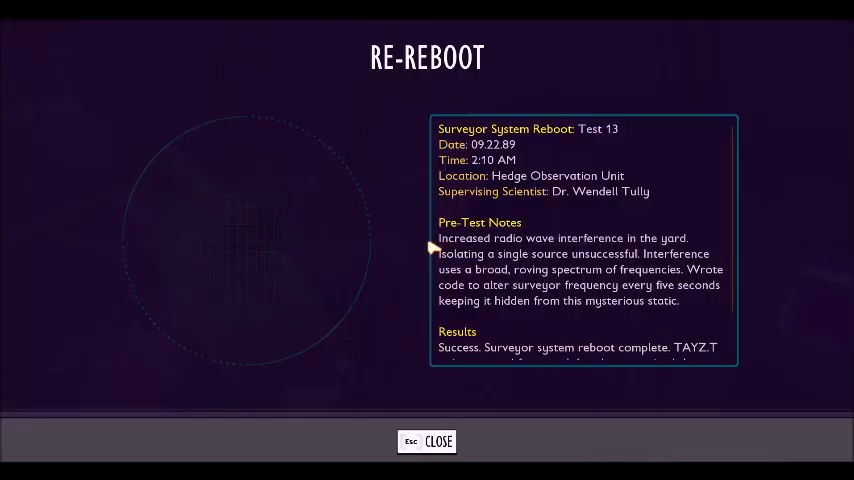 RE-REBOOT
Surveyor System Reboot: Test 13
Date: 09.22.89
Time: 2:10 AM
Location: Hedge Observation Unit
Supervising Scientist: Dr. Wendell Tully
Pre-Test Notes
Increased radio wave interference in the yard.
Isolating a single source unsuccessful. Interference
uses a broad, roving spectrum of frequencies. Wrote
code to alter surveyor frequency every five seconds
keeping it hidden from this mysterious static.
Results
Success. Surveyor system reboot complete. TAYZ.T
Esc CLOSE